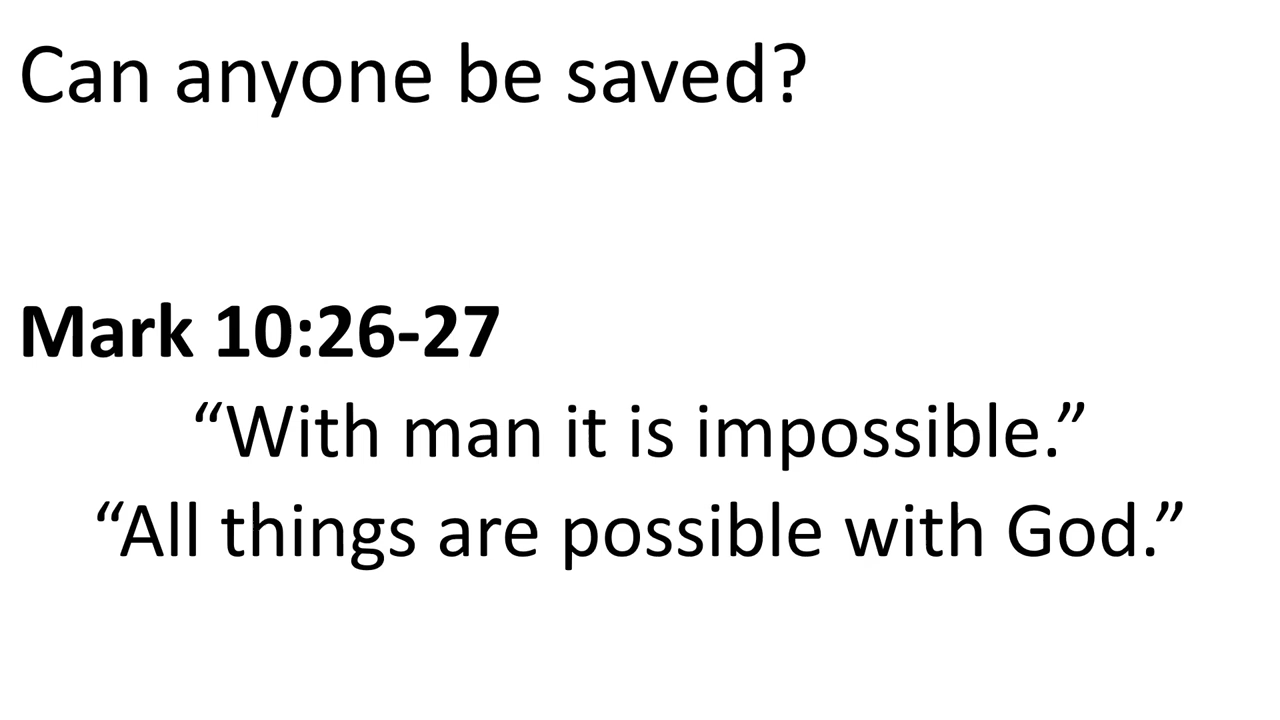 Can anyone be saved?
Mark 10:26-27
“With man it is impossible.”
“All things are possible with God.”